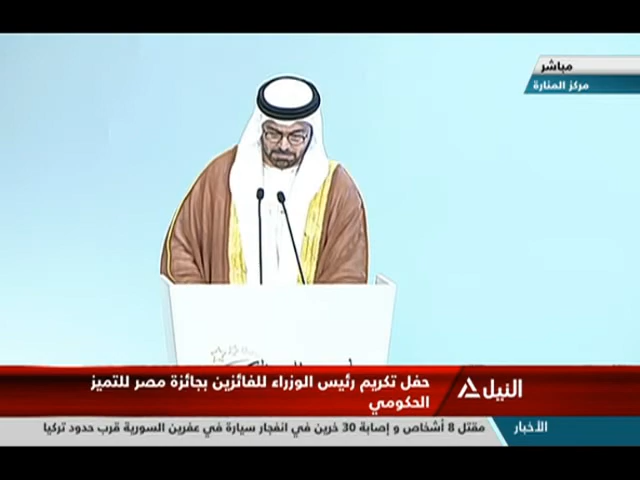 مباشر
مركز المنارة
النيل
حفل تكريم رئيس الوزراء للفائزين بجائزة مصر للتميز
الحكومي
الأخبار
مقتل 8 أشخاص و إصابة 30 خرين في انفجار سيارة في عفرين السورية قرب حدود تركيا